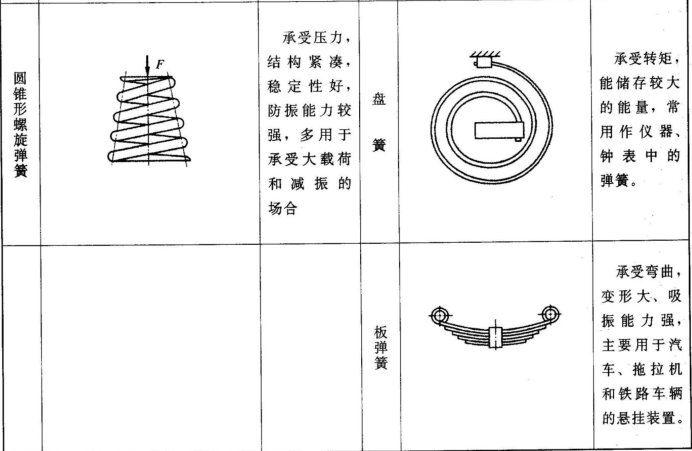 圆锥形螺旋弹簧
F
承受压力，
结构紧凑，
稳定性好，
防振能力较
强，多用于
承受大载荷
和减振的
场合
盘簧
承受转矩，
能储存较大
的能量，常
用作仪器、
钟表中的
弹簧。
板弹簧
承受弯曲，
变形大、吸
振能力强，
主要用于汽
车、拖拉机
和铁路车辆
的悬挂装置。